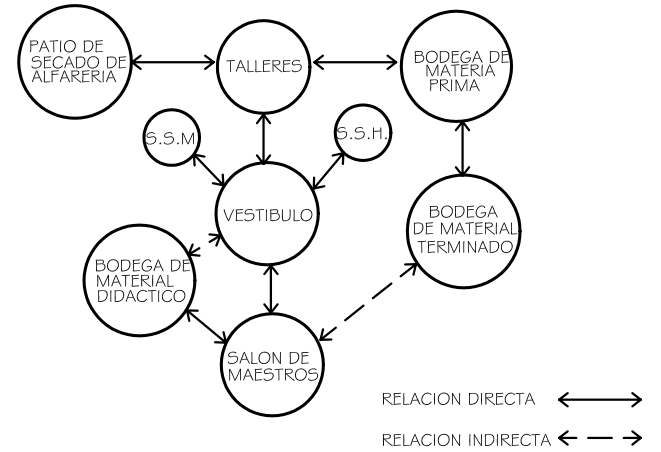 PATIO DE
SECADO DE
ALFARERIA
TALLERES
BODEGA DE
MATERIA
PRIMA
S.S.M
S.S.H.
VESTIBULO
BODEGA
DE MATERIAL
TERMINADO
BODEGA DE
MATERIAL
DIDACTICO
SALON DE
MAESTROS
RELACION DIRECTA
RELACION INDIRECTA